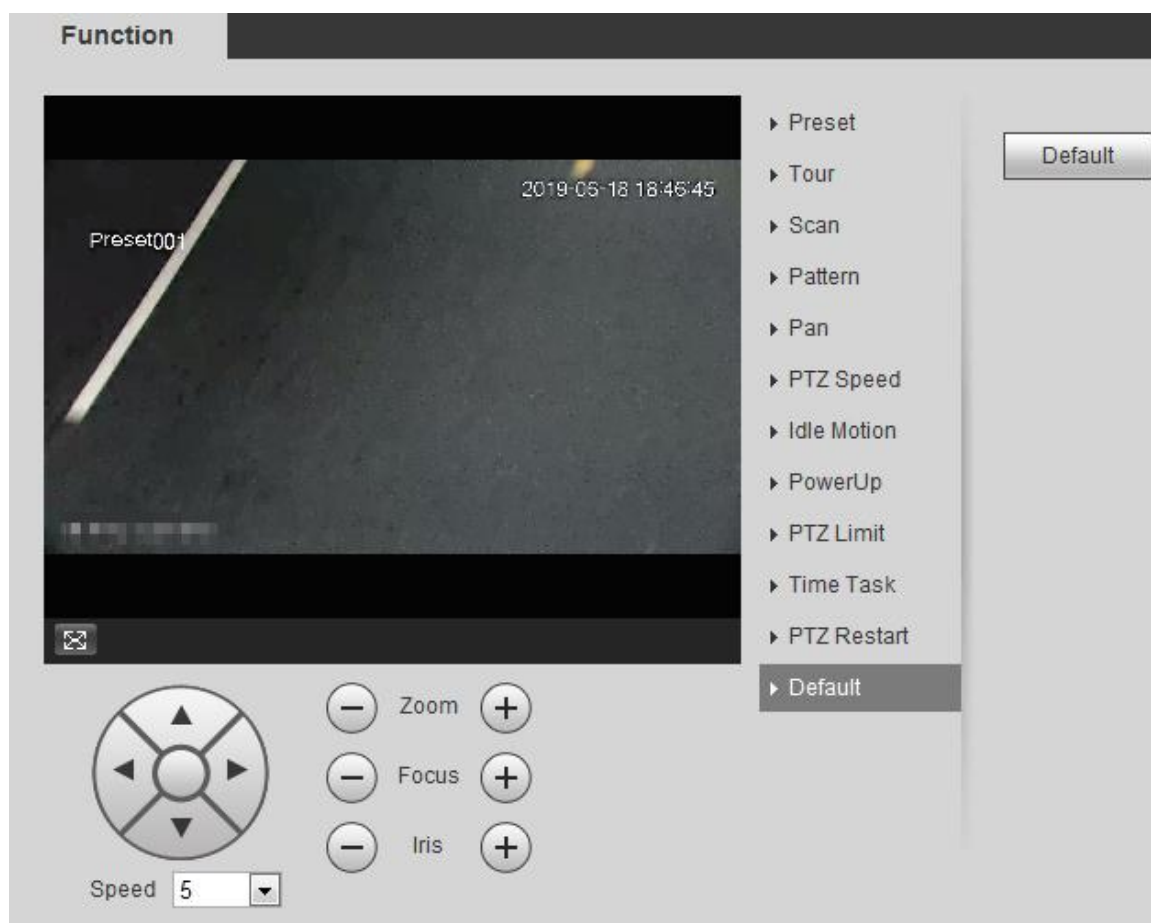 Function
2019-05-18 18:46:45
Preset001
Preset
Tour
Scan
Pattern
Pan
PTZ Speed
Idle Motion
PowerUp
PTZ Limit
Time Task
PTZ Restart
Default
Default
Zoom
Focus
Iris
Speed 5